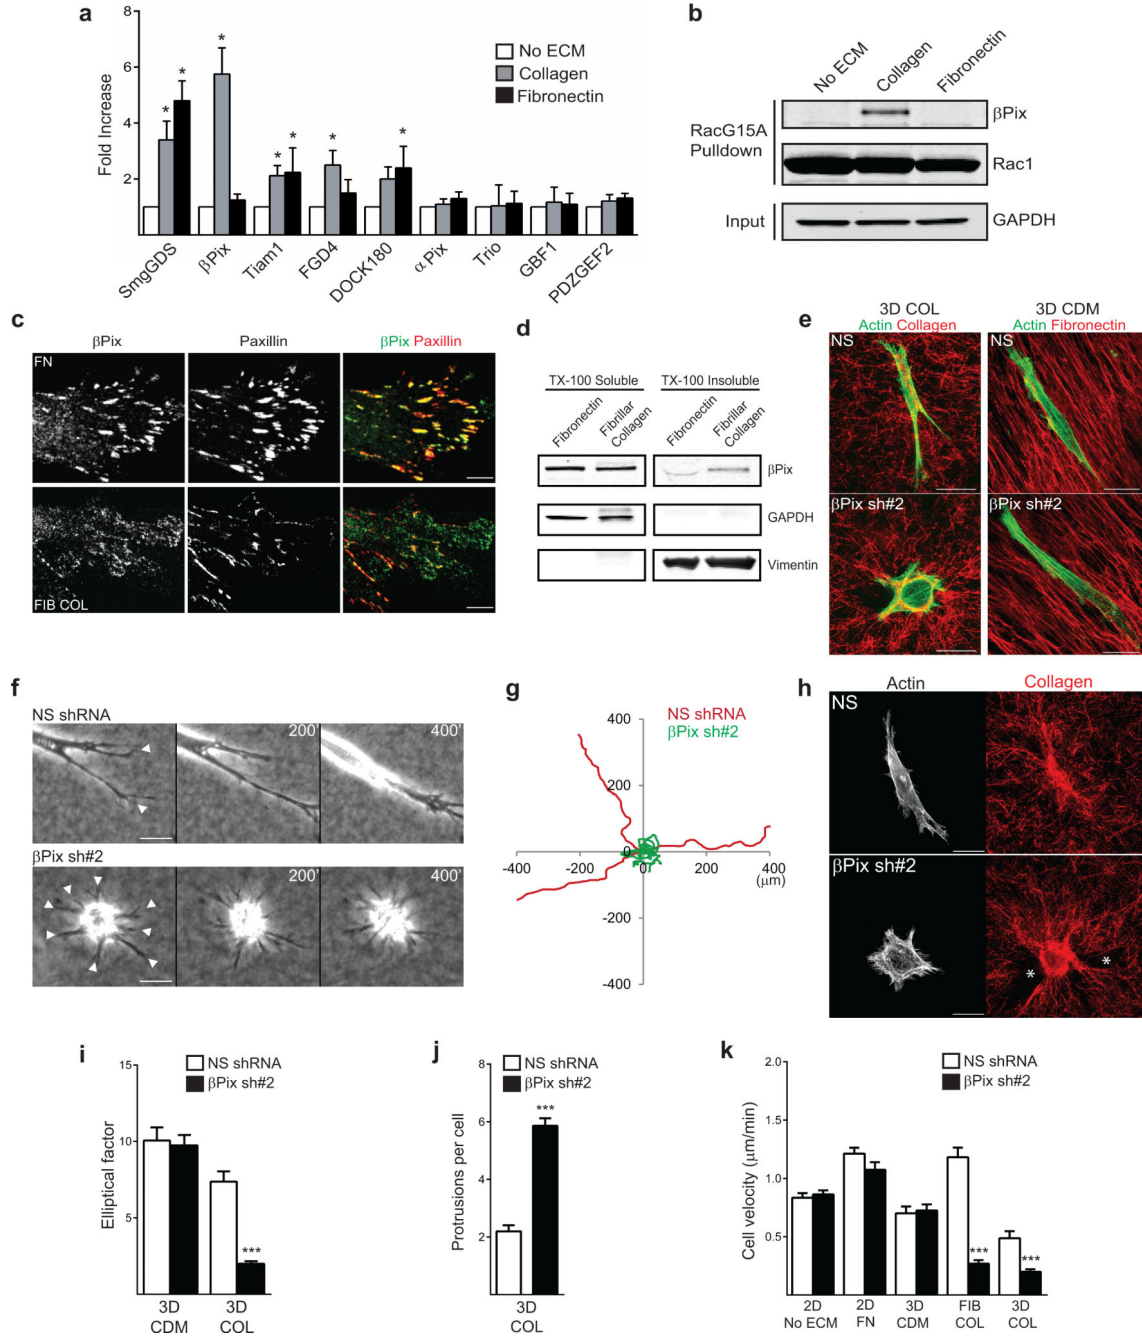 a
Fold Increase
8
6
4
2
*
*
*
*
*
*
*
No ECM
Collagen
Fibronectin
SmgGDS
βPix
Tiam1
FGD4
DOCK180
αPix
Trio
GBF1
PDZGEF2
b
No ECM
Collagen
Fibronectin
RacG15A
Pulldown
βPix
Rac1
Input
GAPDH
c
βPix
Paxillin
βPix Paxillin
FN
FIB COL
d
TX-100 Soluble
TX-100 Insoluble
Fibronectin
Fibrillar
Collagen
Fibronectin
Fibrillar
Collagen
βPix
GAPDH
Vimentin
e
3D COL
Actin Collagen
3D CDM
Actin Fibronectin
NS
NS
βPix sh#2
βPix sh#2
f
NS shRNA
200'
400'
βPix sh#2
200'
400'
g
NS shRNA
βPix sh#2
400
200
0
-200
-400
-400
-200
0
200
400
(μm)
h
Actin
Collagen
NS
βPix sh#2
*
*
i
NS shRNA
βPix sh#2
Elliptical factor
15
10
5
***
3D
CDM
3D
COL
j
NS shRNA
βPix sh#2
Protrusions per cell
8
6
4
2
***
3D
COL
k
NS shRNA
βPix sh#2
Cell velocity (μm/min)
2.0
1.5
1.0
0.5
***
***
2D
No ECM
2D
FN
3D
CDM
FIB
COL
3D
COL